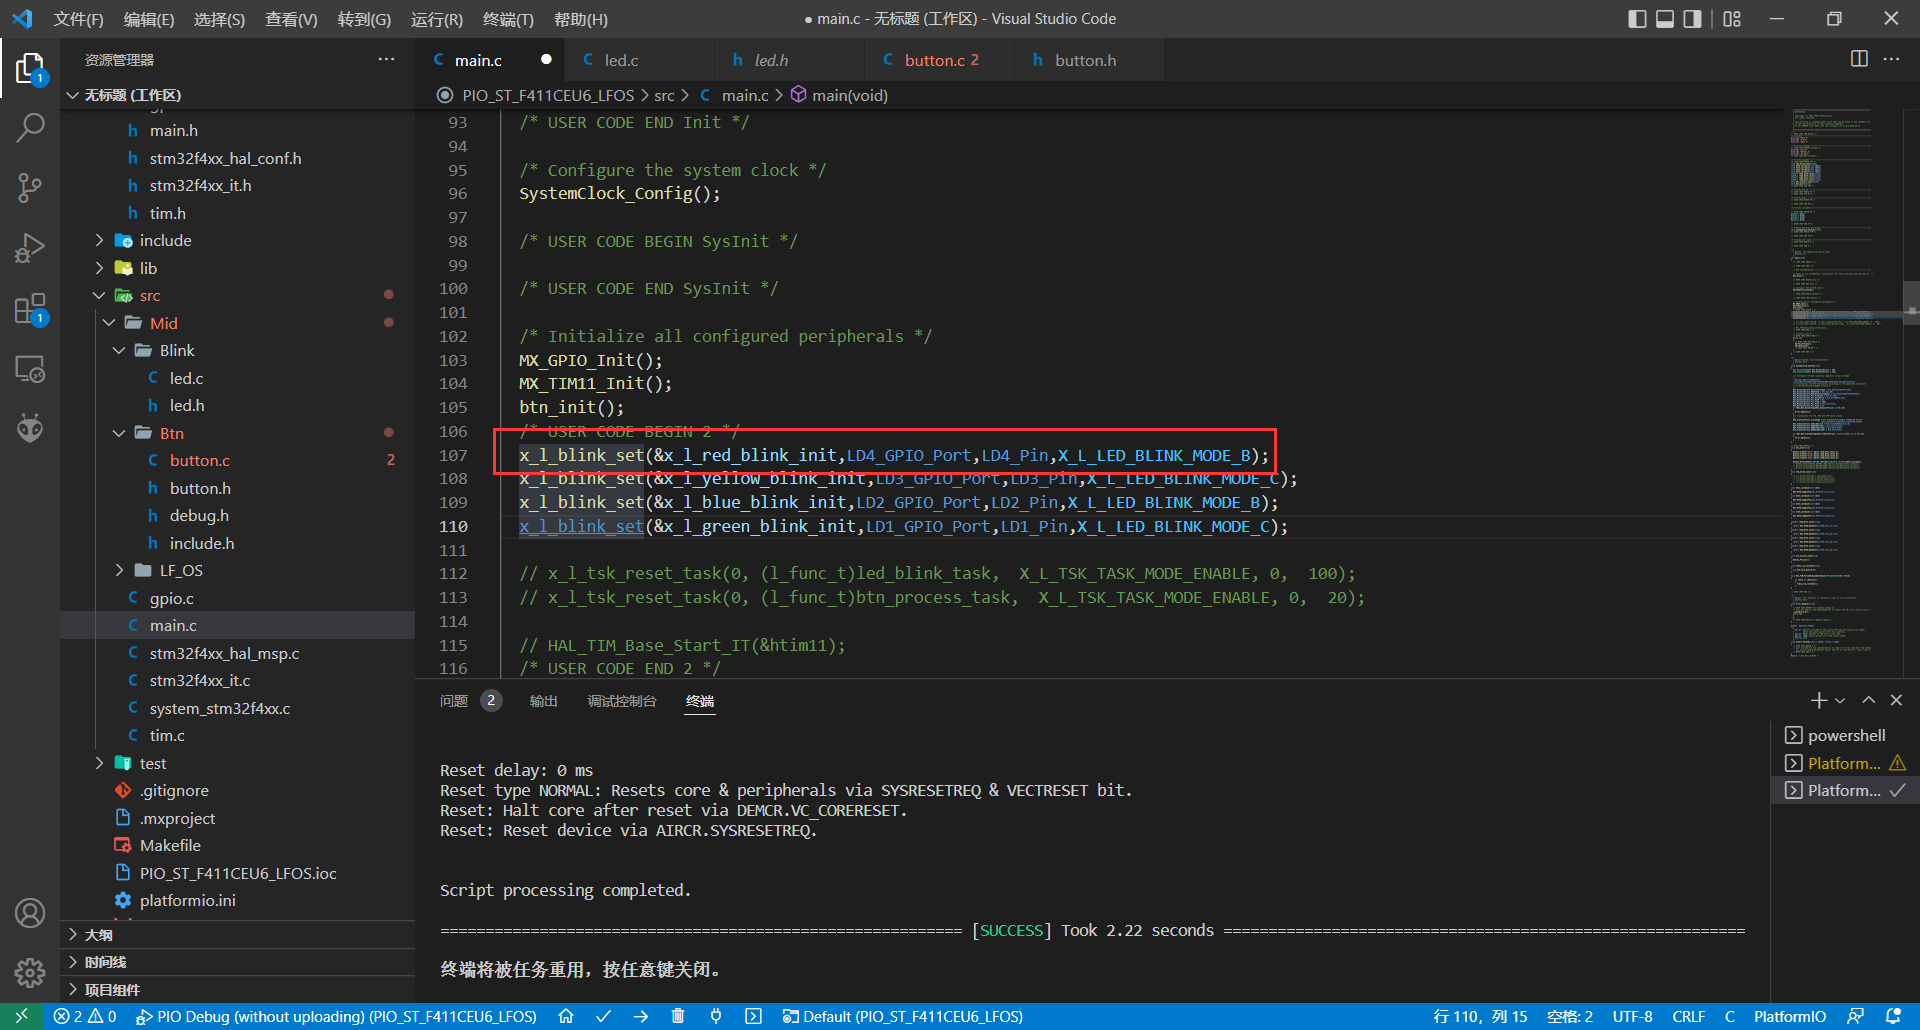 文件(F) 编辑(E) 选择(S) 查看(V) 转到(G) 运行(R) 终端(T) 帮助(H) ● main.c - 无标题 (工作区) - Visual Studio Code
资源管理器
无标题 (工作区)
main.h
stm32f4xx_hal_conf.h
stm32f4xx_it.h
tim.h
include
lib
src
Mid
Blink
led.c
led.h
Btn
button.c 2
button.h
debug.h
include.h
LF_OS
gpio.c
main.c
stm32f4xx_hal_msp.c
stm32f4xx_it.c
system_stm32f4xx.c
tim.c
test
.gitignore
.mxproject
Makefile
PIO_ST_F411CEU6_LFOS.ioc
platformio.ini
大纲
时间线
项目组件
1
1
main.c ● led.c led.h button.c 2 button.h
PIO_ST_F411CEU6_LFOS > src > C main.c > main(void)
93 /* USER CODE END Init */
94
95 /* Configure the system clock */
96 SystemClock_Config();
97
98 /* USER CODE BEGIN SysInit */
99
100 /* USER CODE END SysInit */
101
102 /* Initialize all configured peripherals */
103 MX_GPIO_Init();
104 MX_TIM11_Init();
105 btn_init();
106 /* USER CODE BEGIN 2 */
107 x_l_blink_set(&x_l_red_blink_init,LD4_GPIO_Port,LD4_Pin,X_L_LED_BLINK_MODE_B);
108 x_l_blink_set(&x_l_yellow_blink_init,LD3_GPIO_Port,LD3_Pin,X_L_LED_BLINK_MODE_C);
109 x_l_blink_set(&x_l_blue_blink_init,LD2_GPIO_Port,LD2_Pin,X_L_LED_BLINK_MODE_B);
110 x_l_blink_set(&x_l_green_blink_init,LD1_GPIO_Port,LD1_Pin,X_L_LED_BLINK_MODE_C);
111
112 // x_l_tsk_reset_task(0, (l_func_t)led_blink_task, X_L_TSK_TASK_MODE_ENABLE, 0, 100);
113 // x_l_tsk_reset_task(0, (l_func_t)btn_process_task, X_L_TSK_TASK_MODE_ENABLE, 0, 20);
114
115 // HAL_TIM_Base_Start_IT(&htim11);
116 /* USER CODE END 2 */
问题 2 输出 调试控制台 终端
Reset delay: 0 ms
Reset type NORMAL: Resets core & peripherals via SYSRESETREQ & VECTRESET bit.
Reset: Halt core after reset via DEMCR.VC_CORERESET.
Reset: Reset device via AIRCR.SYSRESETREQ.
Script processing completed.
========================================================== [SUCCESS] Took 2.22 seconds ==========================================================
终端将被任务重用，按任意键关闭。
powershell
Platform...
Platform...
2 0 PIO Debug (without uploading) (PIO_ST_F411CEU6_LFOS) Default (PIO_ST_F411CEU6_LFOS) 行 110，列 15 空格: 2 UTF-8 CRLF C PlatformIO